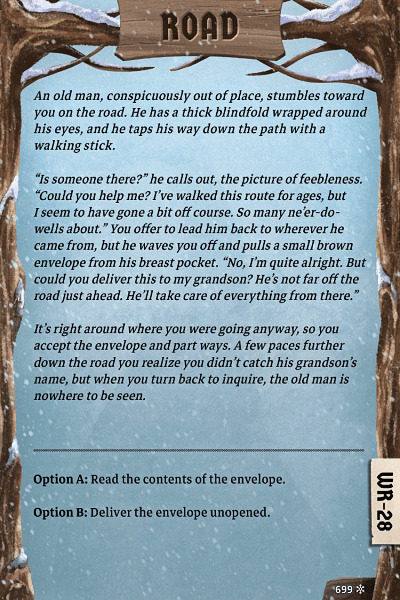 ROAD
An old man, conspicuously out of place, stumbles toward
you on the road. He has a thick blindfold wrapped around
his eyes, and he taps his way down the path with a
walking stick.
“Is someone there?” he calls out, the picture of feebleness.
“Could you help me? I’ve walked this route for ages, but
I seem to have gone a bit off course. So many ne’er-do-
wells about.” You offer to lead him back to wherever he
came from, but he waves you off and pulls a small brown
envelope from his breast pocket. “No, I’m quite alright. But
could you deliver this to my grandson? He’s not far off the
road just ahead. He’ll take care of everything from there.”
It’s right around where you were going anyway, so you
accept the envelope and part ways. A few paces further
down the road you realize you didn’t catch his grandson’s
name, but when you turn back to inquire, the old man is
nowhere to be seen.
Option A: Read the contents of the envelope.
Option B: Deliver the envelope unopened.
WR-28
699